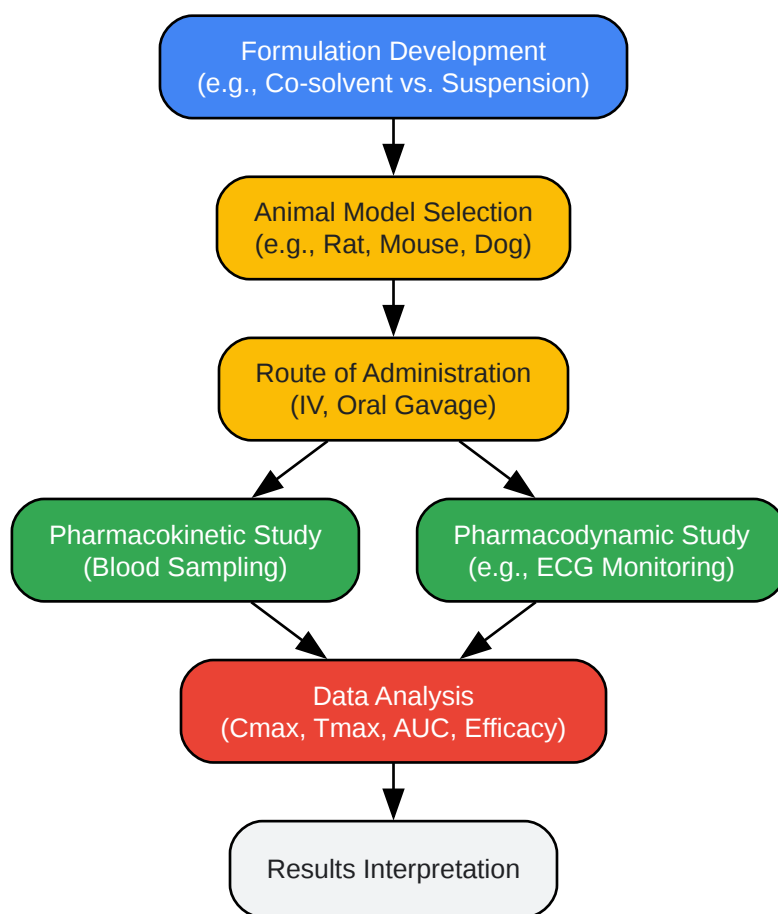 Formulation Development
(e.g., Co-solvent vs. Suspension)
Animal Model Selection
(e.g., Rat, Mouse, Dog)
Route of Administration
(IV, Oral Gavage)
Pharmacokinetic Study
(Blood Sampling)
Pharmacodynamic Study
(e.g., ECG Monitoring)
Data Analysis
(Cmax, Tmax, AUC, Efficacy)
Results Interpretation